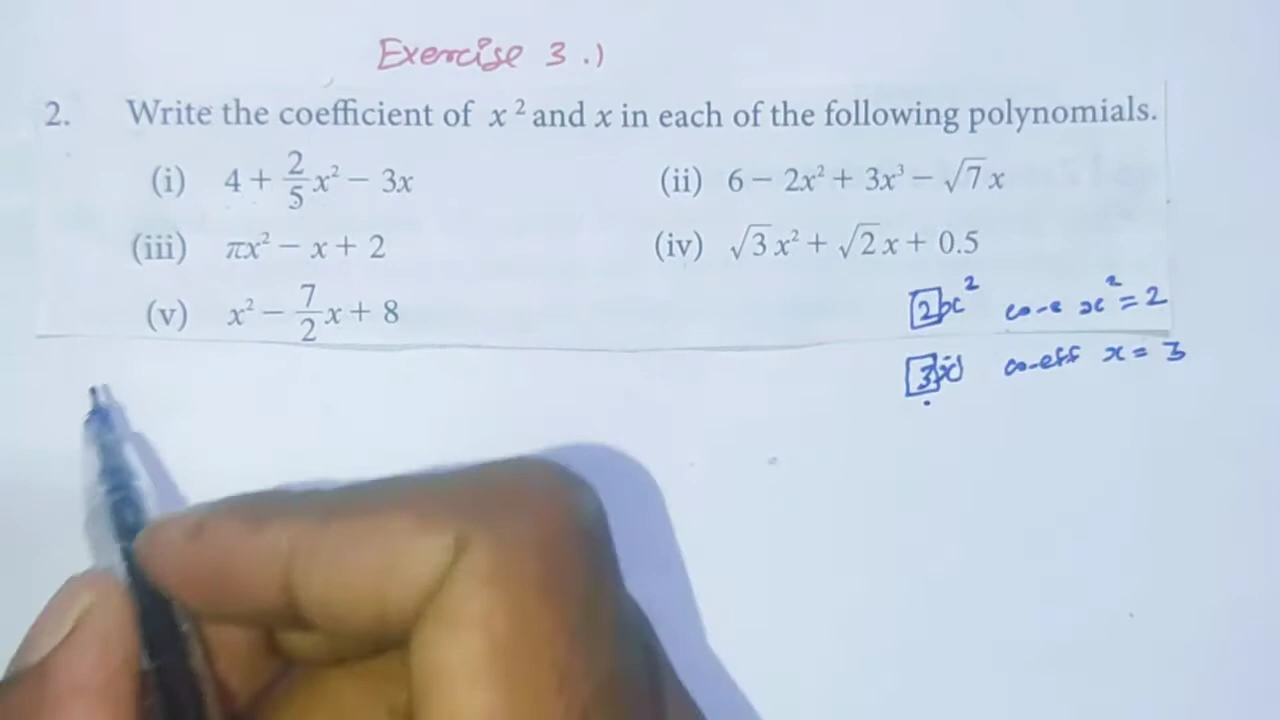 Exercise 3.1
2. Write the coefficient of x² and x in each of the following polynomials.
(i) 4 + 2/5 x² − 3x (ii) 6 − 2x² + 3x³ − √7 x
(iii) πx² − x + 2 (iv) √3 x² + √2 x + 0.5
(v) x² − 7/2 x + 8
2x² co-e x² = 2
3x co-eff x = 3